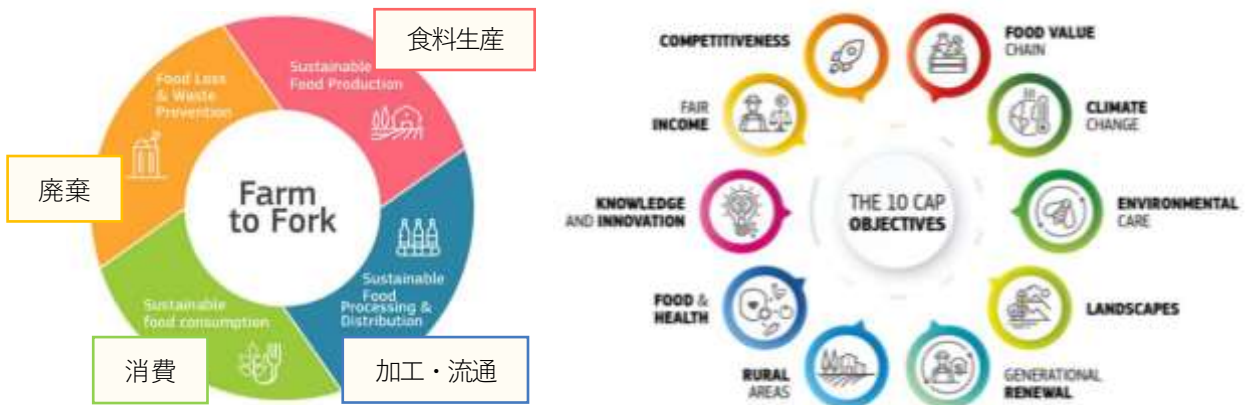 食料生産
Sustainable
Food Production
Food Loss
& Waste
Prevention
廃棄
Farm
to Fork
Sustainable
Food
Processing &
Distribution
加工・流通
Sustainable
food consumption
消費
COMPETITIVENESS
FOOD VALUE
CHAIN
FAIR
INCOME
CLIMATE
CHANGE
KNOWLEDGE
AND INNOVATION
THE 10 CAP
OBJECTIVES
ENVIRONMENTAL
CARE
FOOD &
HEALTH
LANDSCAPES
RURAL
AREAS
GENERATIONAL
RENEWAL